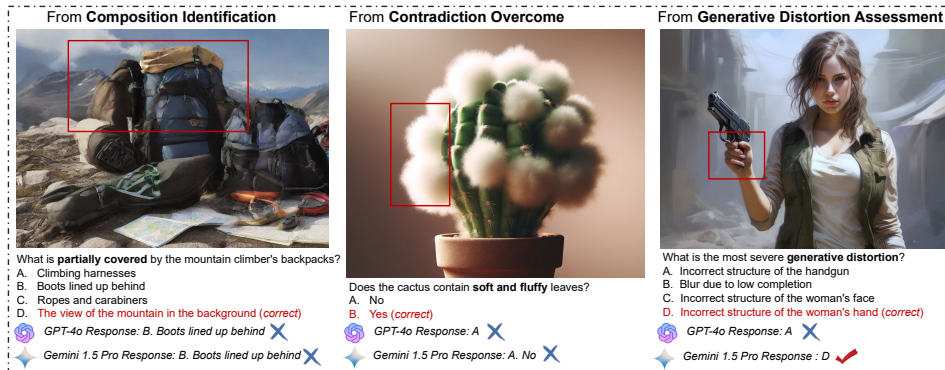 From Composition Identification
What is partially covered by the mountain climber's backpacks?
A. Climbing harnesses
B. Boots lined up behind
C. Ropes and carabiners
D. The view of the mountain in the background (correct)
GPT-4o Response: B. Boots lined up behind
Gemini 1.5 Pro Response: B. Boots lined up behind
From Contradiction Overcome
Does the cactus contain soft and fluffy leaves?
A. No
B. Yes (correct)
GPT-4o Response: A
Gemini 1.5 Pro Response: A. No
From Generative Distortion Assessment
What is the most severe generative distortion?
A. Incorrect structure of the handgun
B. Blur due to low completion
C. Incorrect structure of the woman's face
D. Incorrect structure of the woman's hand (correct)
GPT-4o Response: A
Gemini 1.5 Pro Response : D